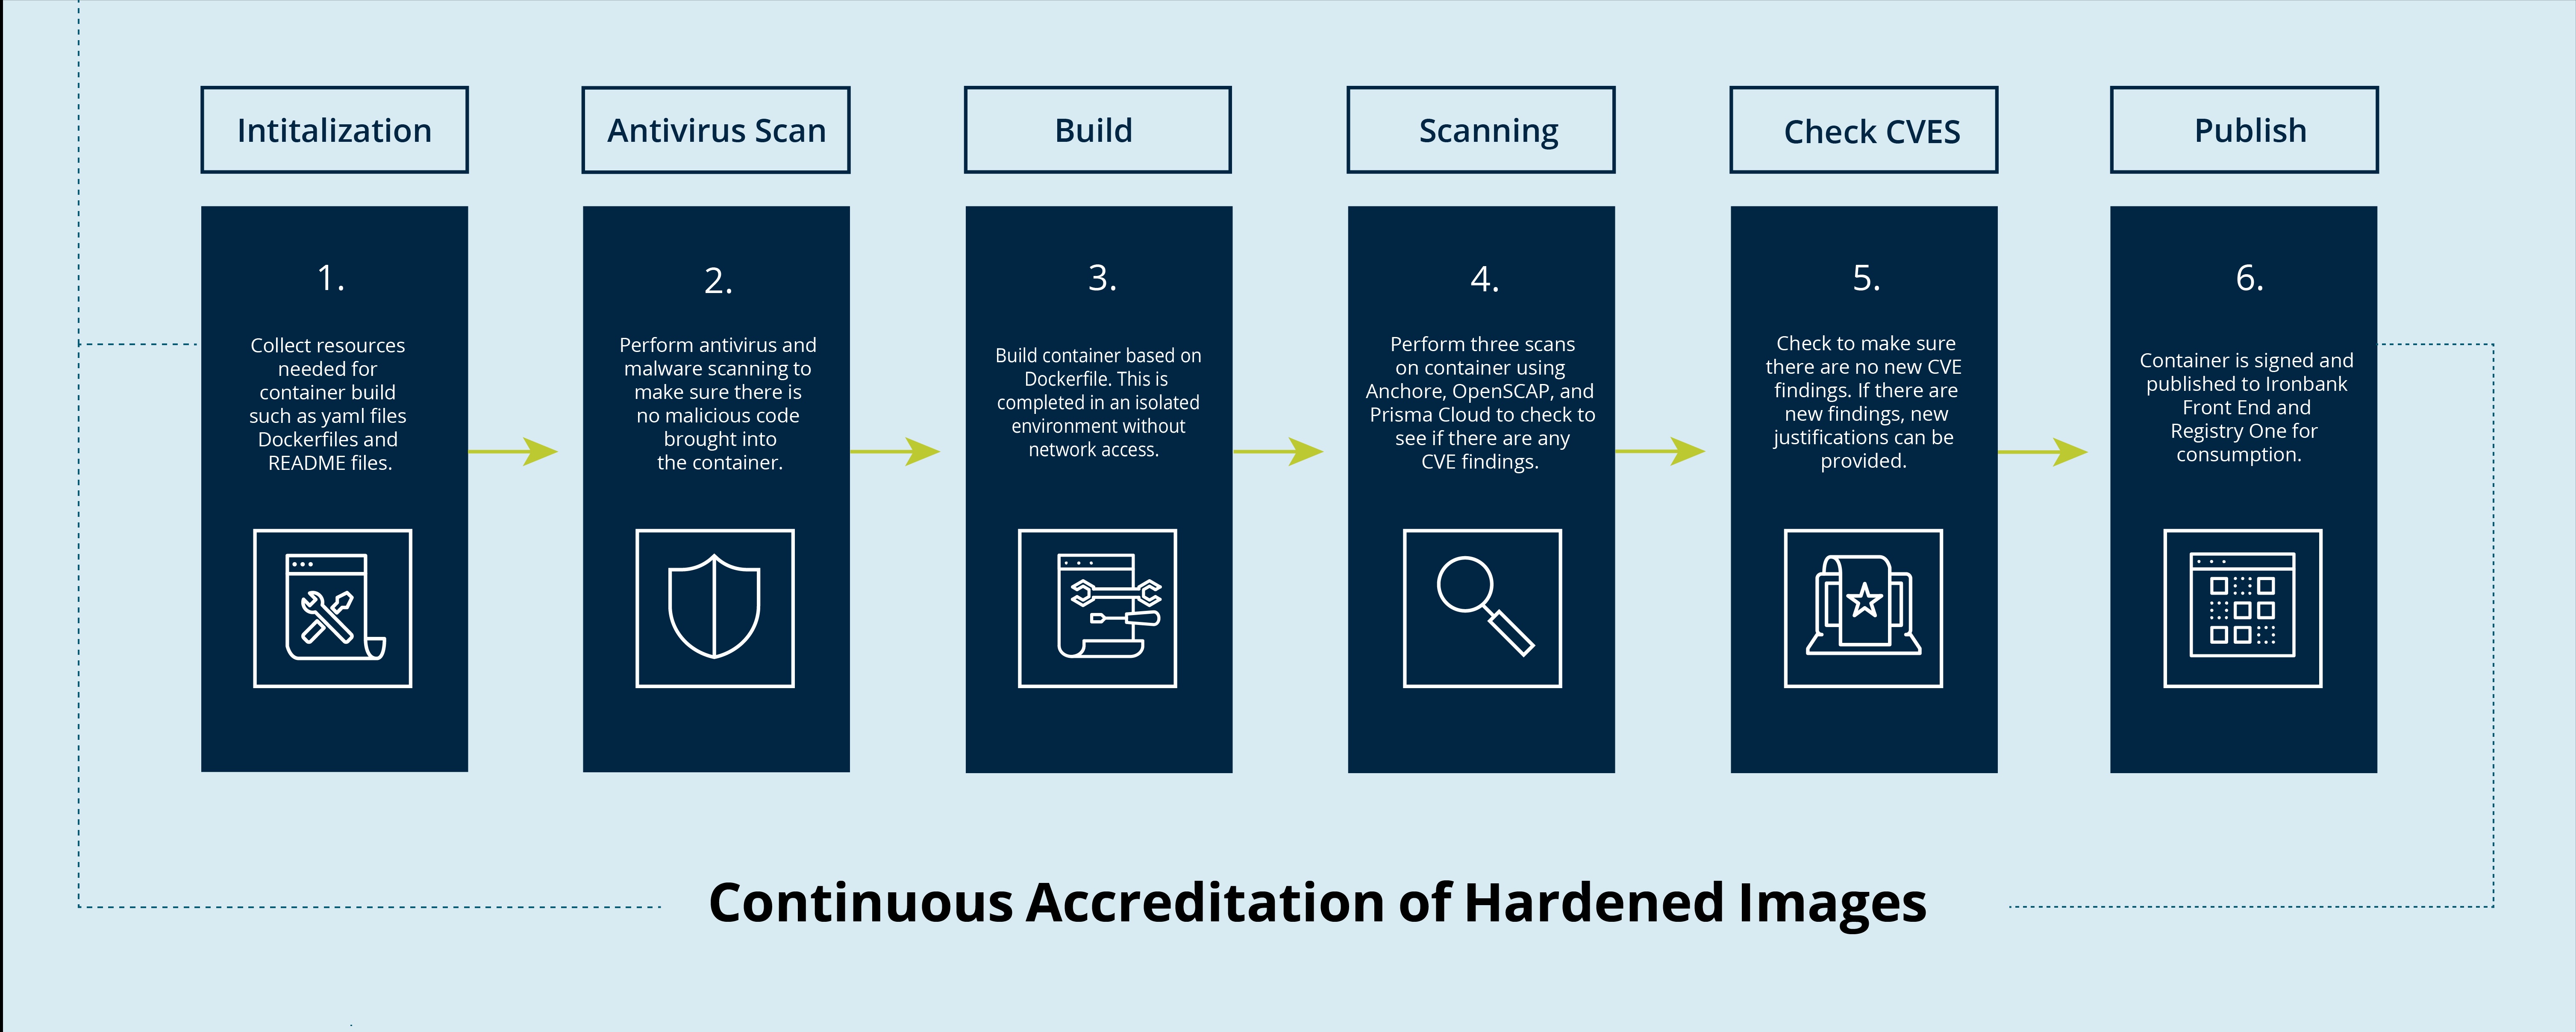 Intitalization
Antivirus Scan
Build
Scanning
Check CVES
Publish
1.
Collect resources
needed for
container build
such as yaml files
Dockerfiles and
README files.
2.
Perform antivirus and
malware scanning to
make sure there is
no malicious code
brought into
the container.
3.
Build container based on
Dockerfile. This is
completed in an isolated
environment without
network access.
4.
Perform three scans
on container using
Anchore, OpenSCAP, and
Prisma Cloud to check to
see if there are any
CVE findings.
5.
Check to make sure
there are no new CVE
findings. If there are
new findings, new
justifications can be
provided.
6.
Container is signed and
published to Ironbank
Front End and
Registry One for
consumption.
Continuous Accreditation of Hardened Images